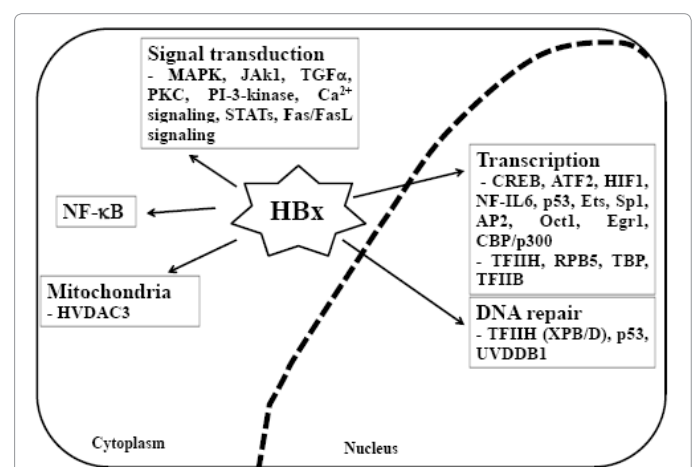 Signal transduction
- MAPK, JAk1, TGFα,
PKC, PI-3-kinase, Ca²⁺
signaling, STATs, Fas/FasL
signaling
HBx
NF-κB
Mitochondria
- HVDAC3
Transcription
- CREB, ATF2, HIF1,
NF-IL6, p53, Ets, Sp1,
AP2, Oct1, Egr1,
CBP/p300
- TFIIH, RPB5, TBP,
TFIIB
DNA repair
- TFIIH (XPB/D), p53,
UVDDB1
Cytoplasm
Nucleus